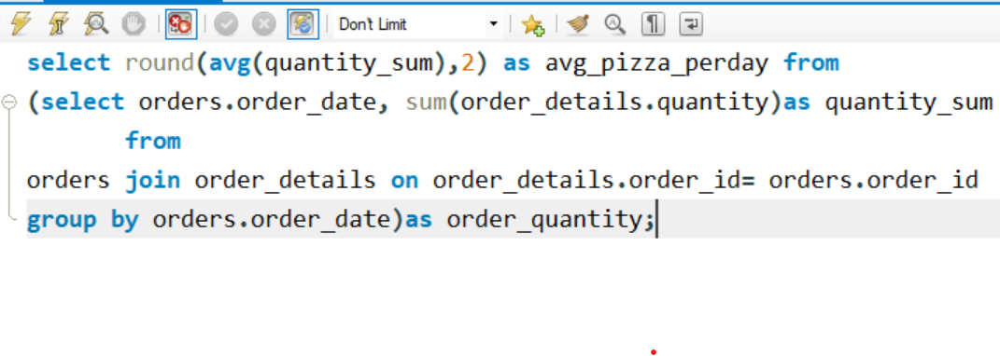 Don't Limit
select round(avg(quantity_sum),2) as avg_pizza_perday from
(select orders.order_date, sum(order_details.quantity)as quantity_sum
from
orders join order_details on order_details.order_id= orders.order_id
group by orders.order_date)as order_quantity;